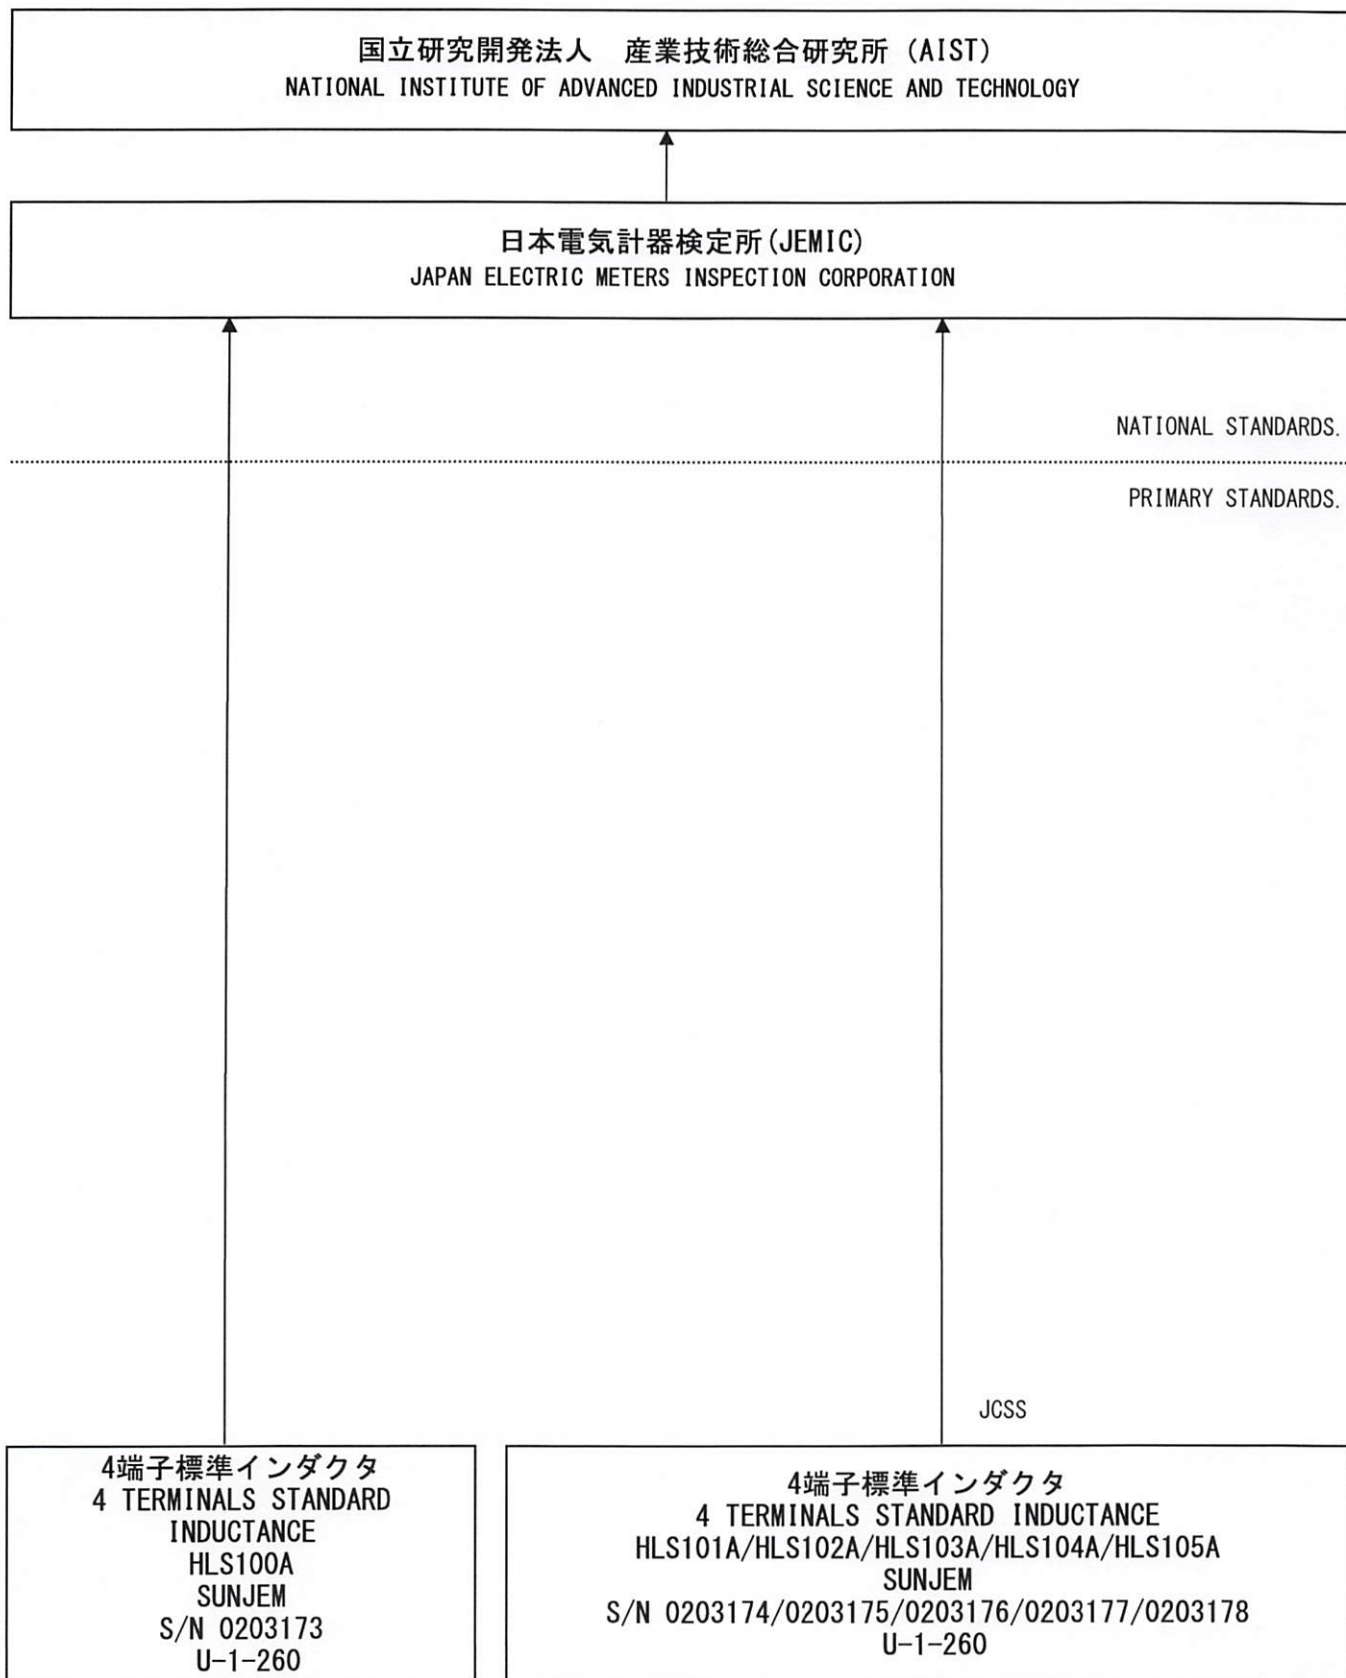 国立研究開発法人 産業技術総合研究所 (AIST)
NATIONAL INSTITUTE OF ADVANCED INDUSTRIAL SCIENCE AND TECHNOLOGY
日本電気計器検定所(JEMIC)
JAPAN ELECTRIC METERS INSPECTION CORPORATION
NATIONAL STANDARDS.
PRIMARY STANDARDS.
JCSS
4端子標準インダクタ
4 TERMINALS STANDARD
INDUCTANCE
HLS100A
SUNJEM
S/N 0203173
U-1-260
4端子標準インダクタ
4 TERMINALS STANDARD INDUCTANCE
HLS101A/HLS102A/HLS103A/HLS104A/HLS105A
SUNJEM
S/N 0203174/0203175/0203176/0203177/0203178
U-1-260